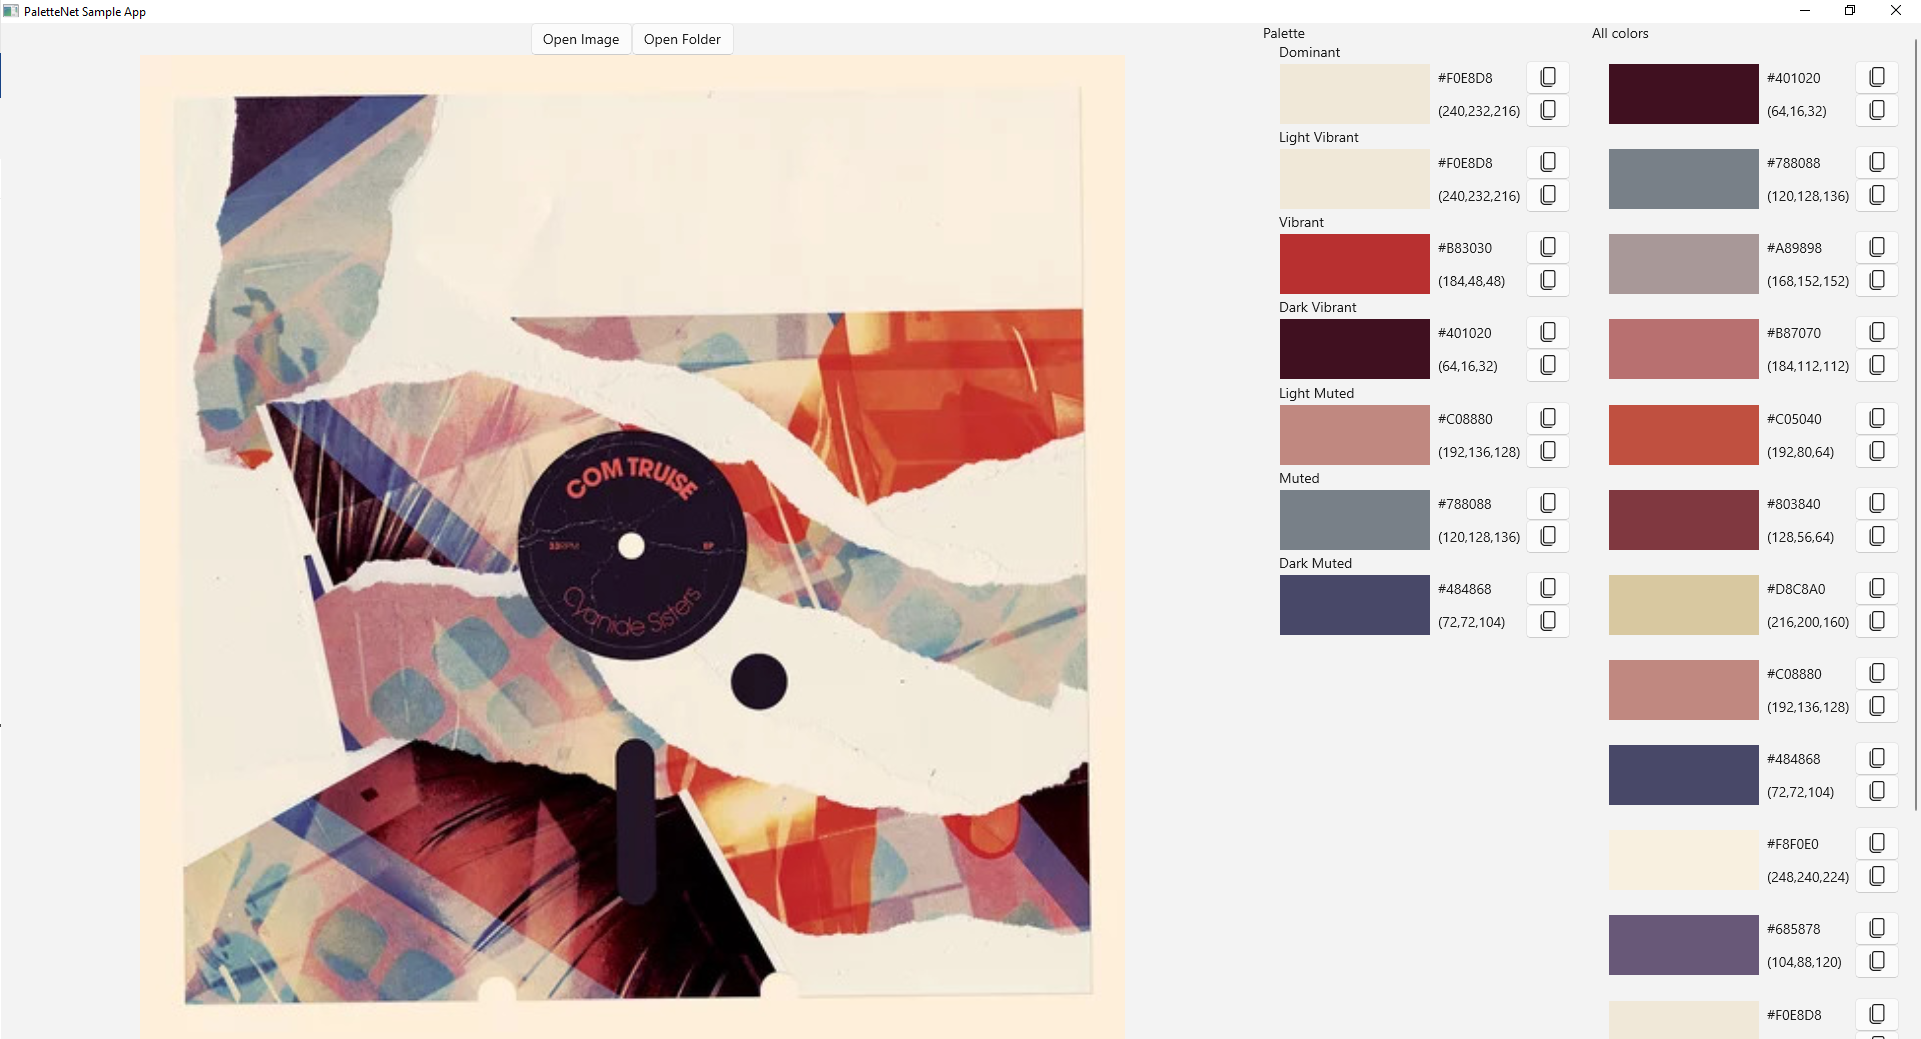 PaletteNet Sample App
Open Image
Open Folder
COM TRUISE
33RPM
EP
Cyanide Sisters
Palette
Dominant
#F0E8D8
(240,232,216)
Light Vibrant
#F0E8D8
(240,232,216)
Vibrant
#B83030
(184,48,48)
Dark Vibrant
#401020
(64,16,32)
Light Muted
#C08880
(192,136,128)
Muted
#788088
(120,128,136)
Dark Muted
#484868
(72,72,104)
All colors
#401020
(64,16,32)
#788088
(120,128,136)
#A89898
(168,152,152)
#B87070
(184,112,112)
#C05040
(192,80,64)
#803840
(128,56,64)
#D8C8A0
(216,200,160)
#C08880
(192,136,128)
#484868
(72,72,104)
#F8F0E0
(248,240,224)
#685878
(104,88,120)
#F0E8D8